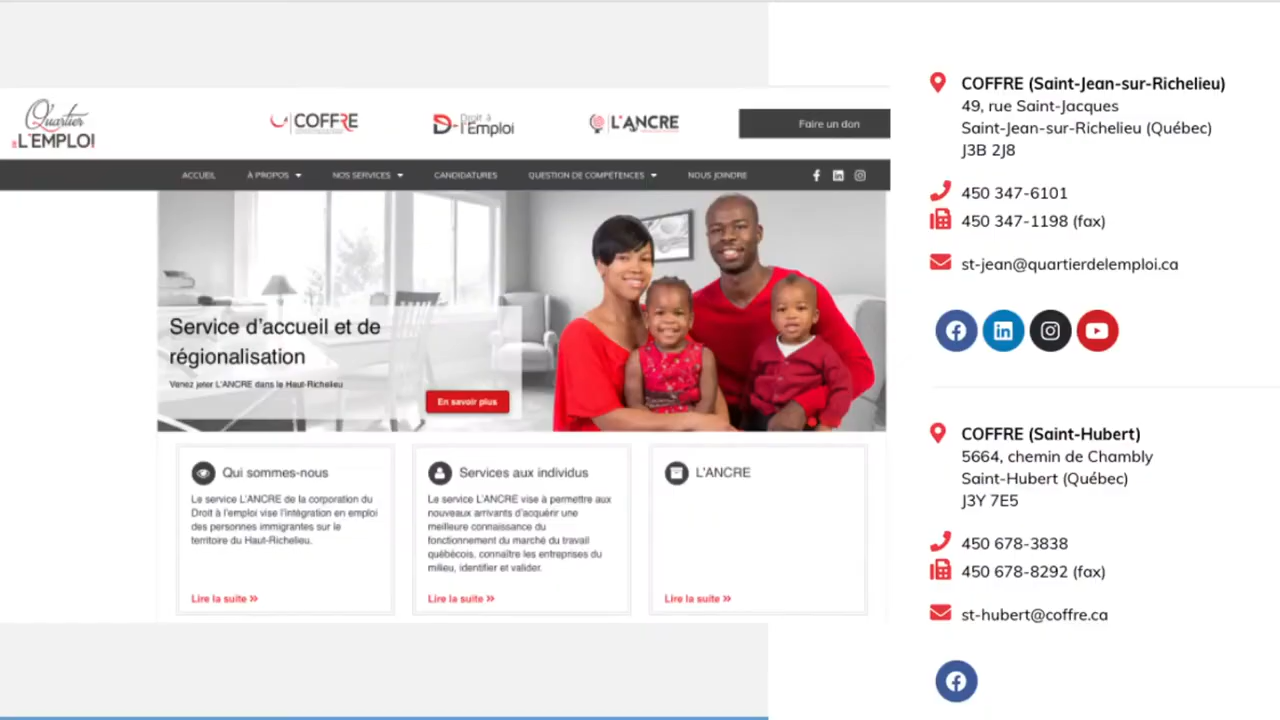 Quartier
DE L'EMPLOI
COFFRE
Droit à
l'Emploi
L'ANCRE
Faire un don
ACCUEIL
À PROPOS
NOS SERVICES
CANDIDATURES
QUESTION DE COMPÉTENCES
NOUS JOINDRE
Service d'accueil et de
régionalisation
Venez jeter L'ANCRE dans le Haut-Richelieu
En savoir plus
Qui sommes-nous
Le service L'ANCRE de la corporation du
Droit à l'emploi vise l'intégration en emploi
des personnes immigrantes sur le
territoire du Haut-Richelieu.
Lire la suite »
Services aux individus
Le service L'ANCRE vise à permettre aux
nouveaux arrivants d'acquérir une
meilleure connaissance du
fonctionnement du marché du travail
québécois, connaître les entreprises du
milieu, identifier et valider.
Lire la suite »
L'ANCRE
Lire la suite »
COFFRE (Saint-Jean-sur-Richelieu)
49, rue Saint-Jacques
Saint-Jean-sur-Richelieu (Québec)
J3B 2J8
450 347-6101
450 347-1198 (fax)
st-jean@quartierdelemploi.ca
COFFRE (Saint-Hubert)
5664, chemin de Chambly
Saint-Hubert (Québec)
J3Y 7E5
450 678-3838
450 678-8292 (fax)
st-hubert@coffre.ca